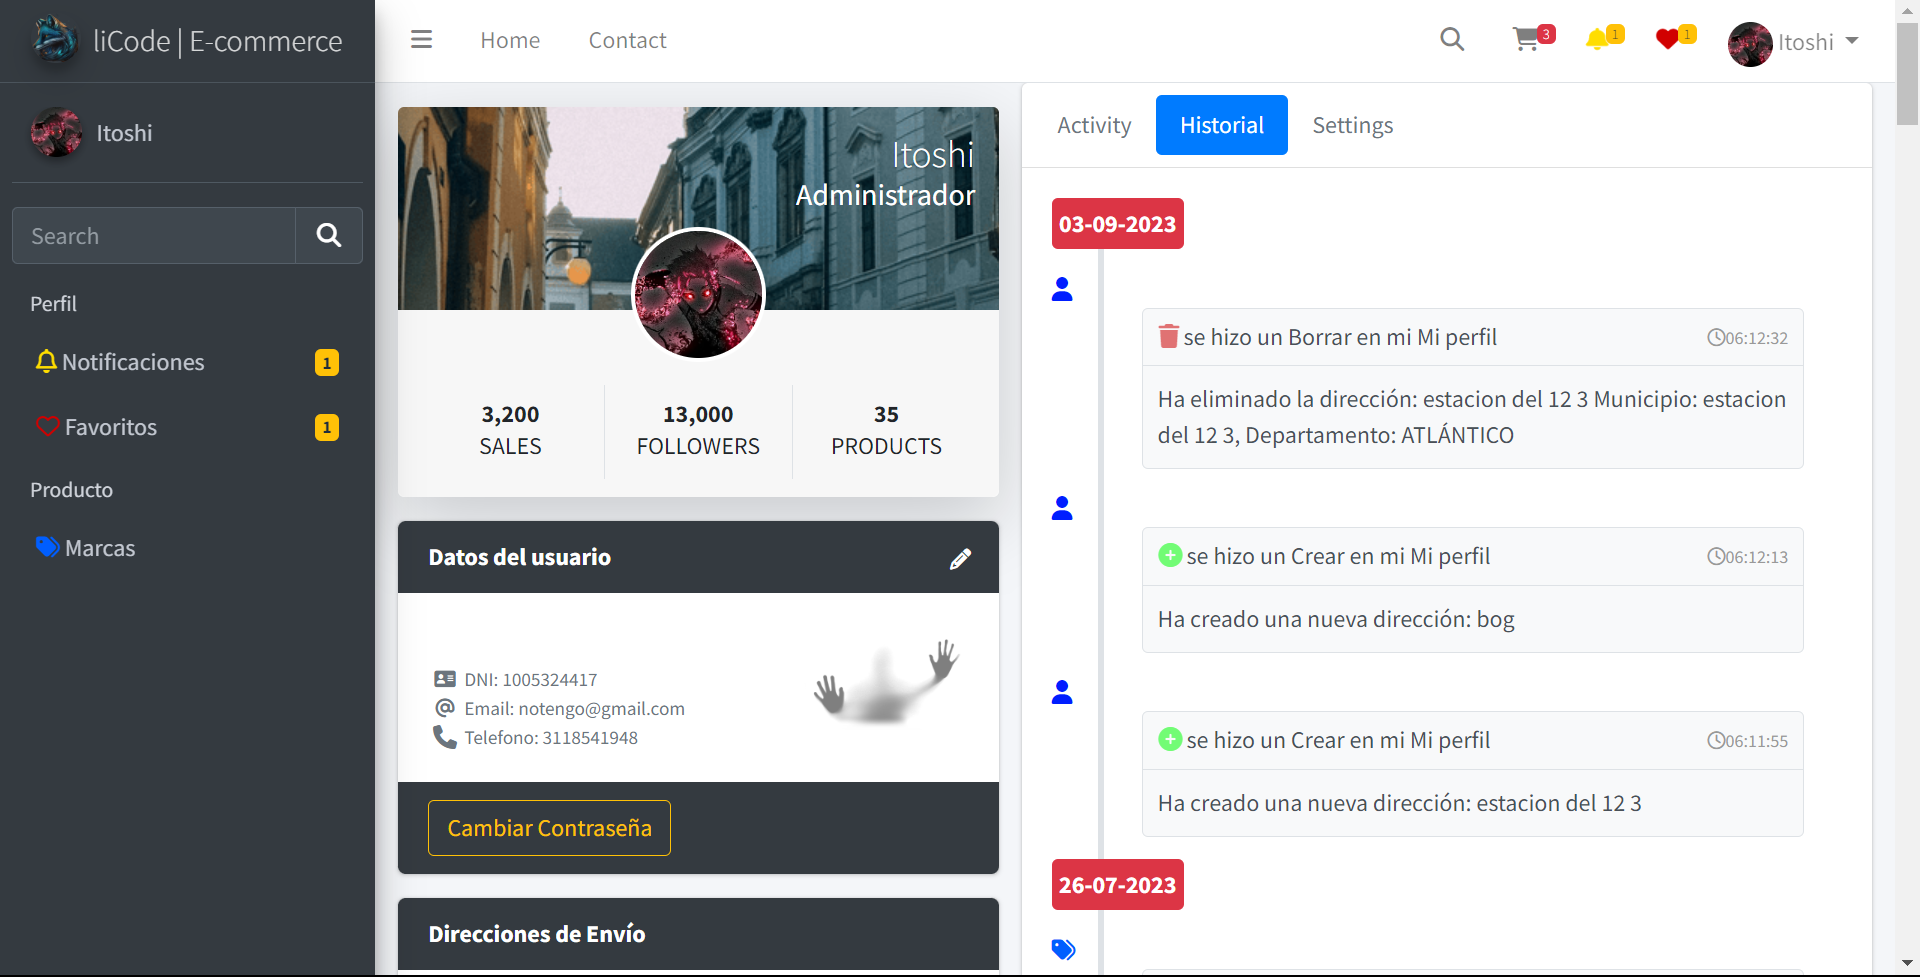 liCode | E-commerce
Home
Contact
3
1
1
Itoshi
Itoshi
Search
Perfil
Notificaciones
1
Favoritos
1
Producto
Marcas
Itoshi
Administrador
3,200
SALES
13,000
FOLLOWERS
35
PRODUCTS
Datos del usuario
DNI: 1005324417
Email: notengo@gmail.com
Telefono: 3118541948
Cambiar Contraseña
Direcciones de Envío
Activity
Historial
Settings
03-09-2023
se hizo un Borrar en mi Mi perfil
06:12:32
Ha eliminado la dirección: estacion del 12 3 Municipio: estacion
del 12 3, Departamento: ATLÁNTICO
se hizo un Crear en mi Mi perfil
06:12:13
Ha creado una nueva dirección: bog
se hizo un Crear en mi Mi perfil
06:11:55
Ha creado una nueva dirección: estacion del 12 3
26-07-2023